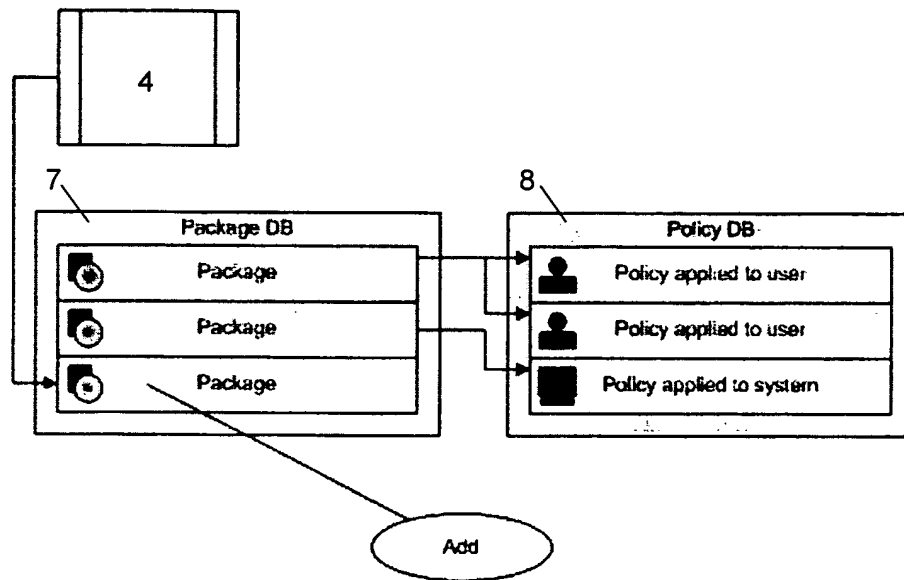 4
7
8
Package DB
Package
Package
Package
Policy DB
Policy applied to user
Policy applied to user
Policy applied to system
Add